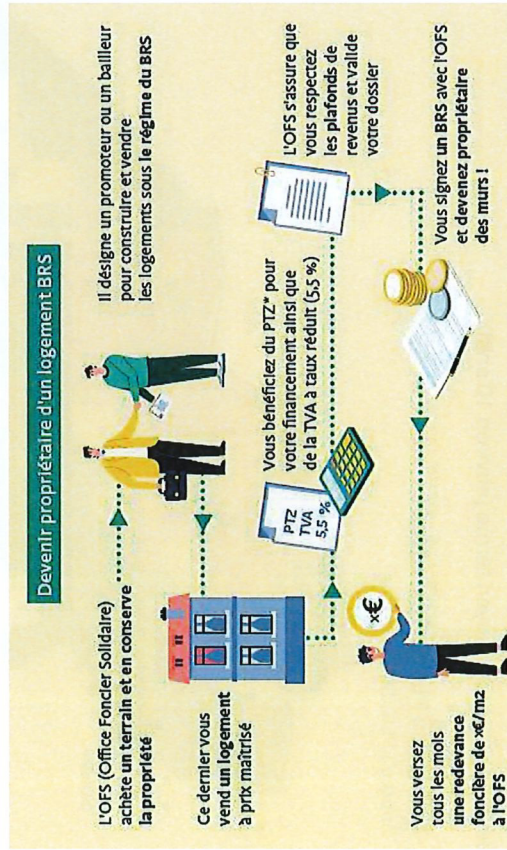 Devenir propriétaire d'un logement BRS
L'OFS (Office Foncier Solidaire)
achète un terrain et en conserve
la propriété
Il désigne un promoteur ou un bailleur
pour construire et vendre
les logements sous le régime du BRS
Ce dernier vous
vend un logement
à prix maîtrisé
PTZ
TVA
5,5 %
Vous bénéficiez du PTZ* pour
votre financement ainsi que
de la TVA à taux réduit (5,5 %)
L'OFS s'assure que
vous respectez
les plafonds de
revenus et valide
votre dossier
Vous signez un BRS avec l'OFS
et devenez propriétaire
des murs !
x€
Vous versez
tous les mois
une redevance
foncière de x€/m2
à l'OFS